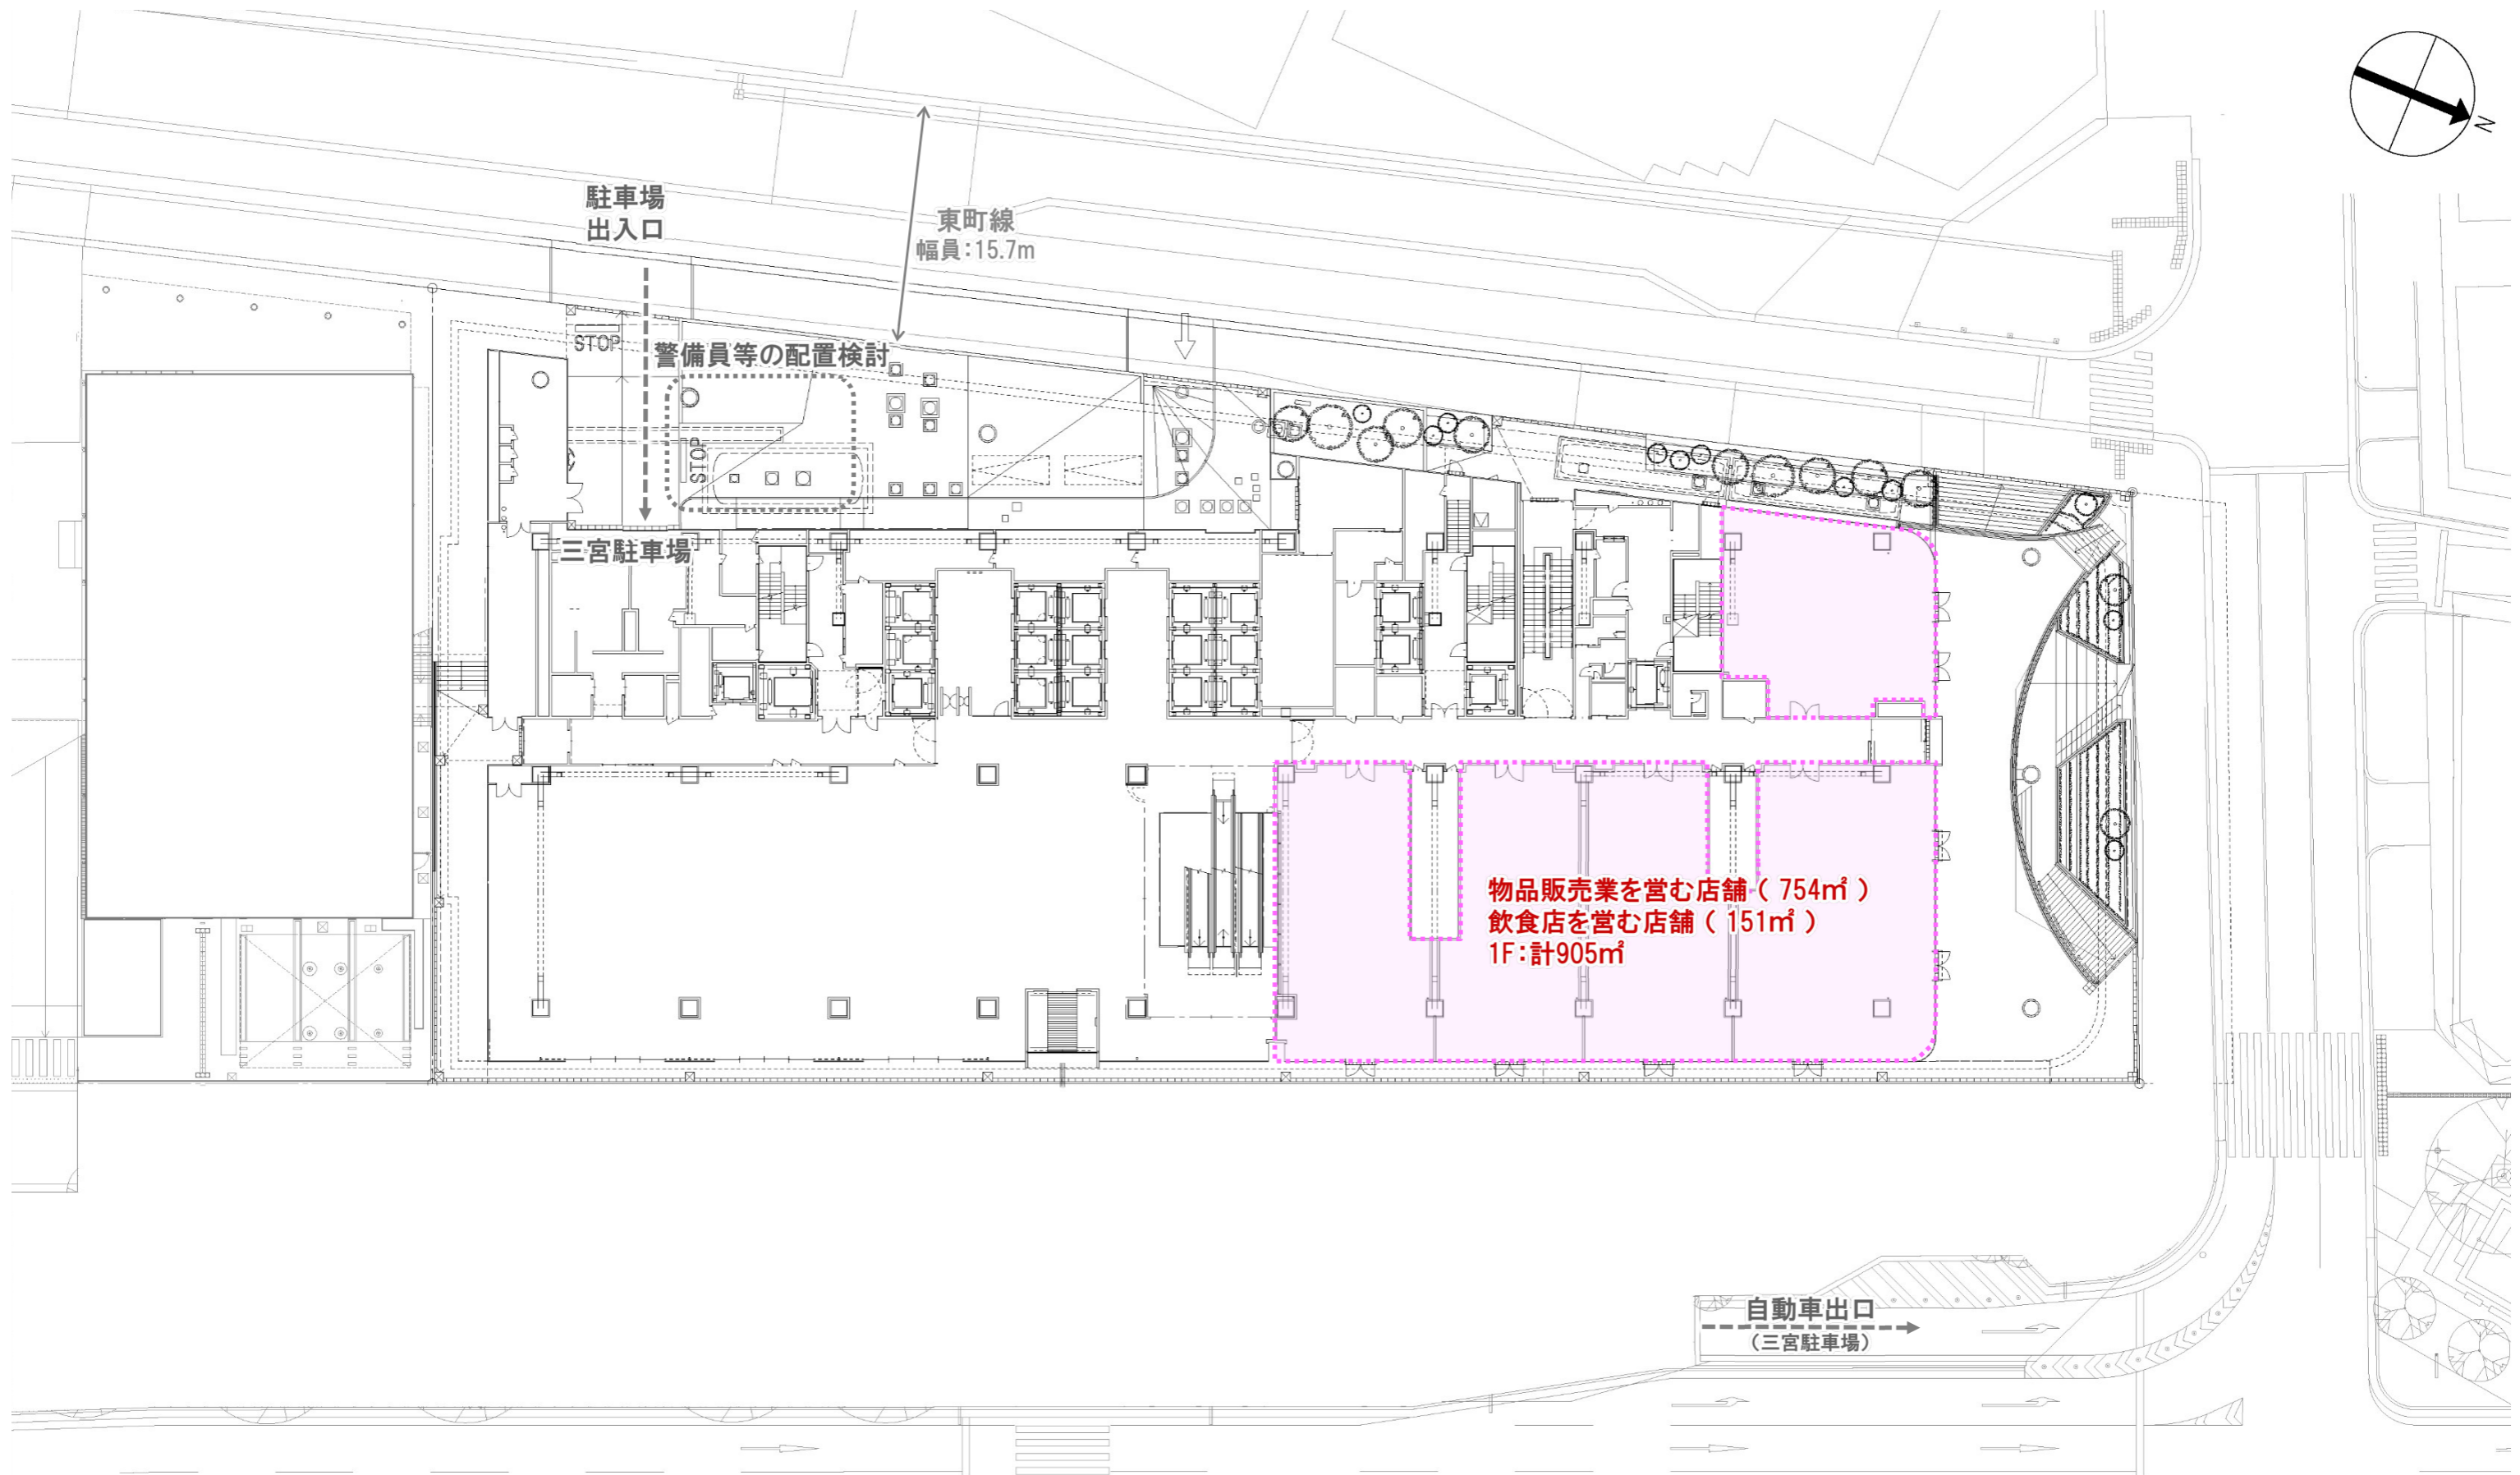 N
駐車場
出入口
東町線
幅員：15.7m
STOP
警備員等の配置検討
STOP
三宮駐車場
物品販売業を営む店舗（ 754㎡ ）
飲食店を営む店舗（ 151㎡ ）
1F：計905㎡
自動車出口
（三宮駐車場）